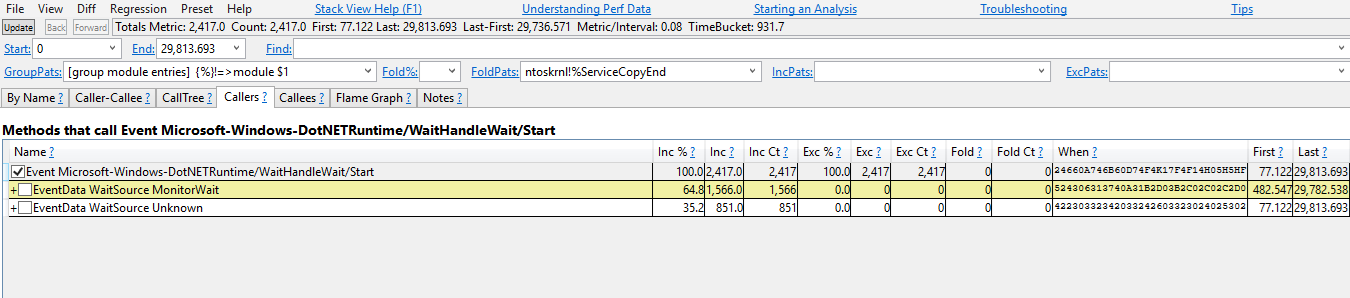 File View Diff Regression Preset Help Stack View Help (F1) Understanding Perf Data Starting an Analysis Troubleshooting Tips
Update Back Forward Totals Metric: 2,417.0 Count: 2,417.0 First: 77.122 Last: 29,813.693 Last-First: 29,736.571 Metric/Interval: 0.08 TimeBucket: 931.7
Start: 0 End: 29,813.693 Find:
GroupPats: [group module entries] {%}!=>module $1 Fold%: FoldPats: ntoskrnl!%ServiceCopyEnd IncPats: ExcPats:
By Name ? Caller-Callee ? CallTree ? Callers ? Callees ? Flame Graph ? Notes ?
Methods that call Event Microsoft-Windows-DotNETRuntime/WaitHandleWait/Start
Name ? Inc % ? Inc ? Inc Ct ? Exc % ? Exc ? Exc Ct ? Fold ? Fold Ct ? When ? First ? Last ?
Event Microsoft-Windows-DotNETRuntime/WaitHandleWait/Start 100.0 2,417.0 2,417 100.0 2,417 2,417 0 0 24660A746B60D74F4K17F4F14H05H5HF 77.122 29,813.693
+ EventData WaitSource MonitorWait 64.8 1,566.0 1,566 0.0 0 0 0 0 524306313740A31B2D03B2C02C02C2D0 482.547 29,782.538
+ EventData WaitSource Unknown 35.2 851.0 851 0.0 0 0 0 0 42230332342033242603323024025302 77.122 29,813.693